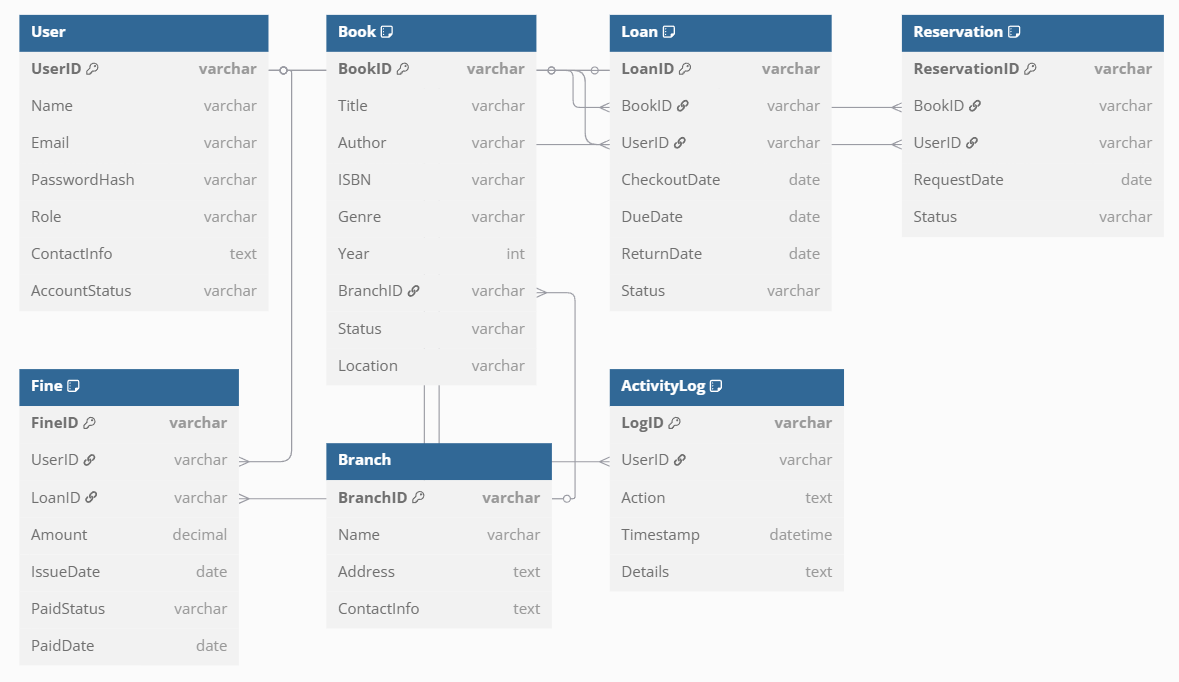 User
UserID varchar
Name varchar
Email varchar
PasswordHash varchar
Role varchar
ContactInfo text
AccountStatus varchar
Book
BookID varchar
Title varchar
Author varchar
ISBN varchar
Genre varchar
Year int
BranchID varchar
Status varchar
Location varchar
Loan
LoanID varchar
BookID varchar
UserID varchar
CheckoutDate date
DueDate date
ReturnDate date
Status varchar
Reservation
ReservationID varchar
BookID varchar
UserID varchar
RequestDate date
Status varchar
Fine
FineID varchar
UserID varchar
LoanID varchar
Amount decimal
IssueDate date
PaidStatus varchar
PaidDate date
Branch
BranchID varchar
Name varchar
Address text
ContactInfo text
ActivityLog
LogID varchar
UserID varchar
Action text
Timestamp datetime
Details text